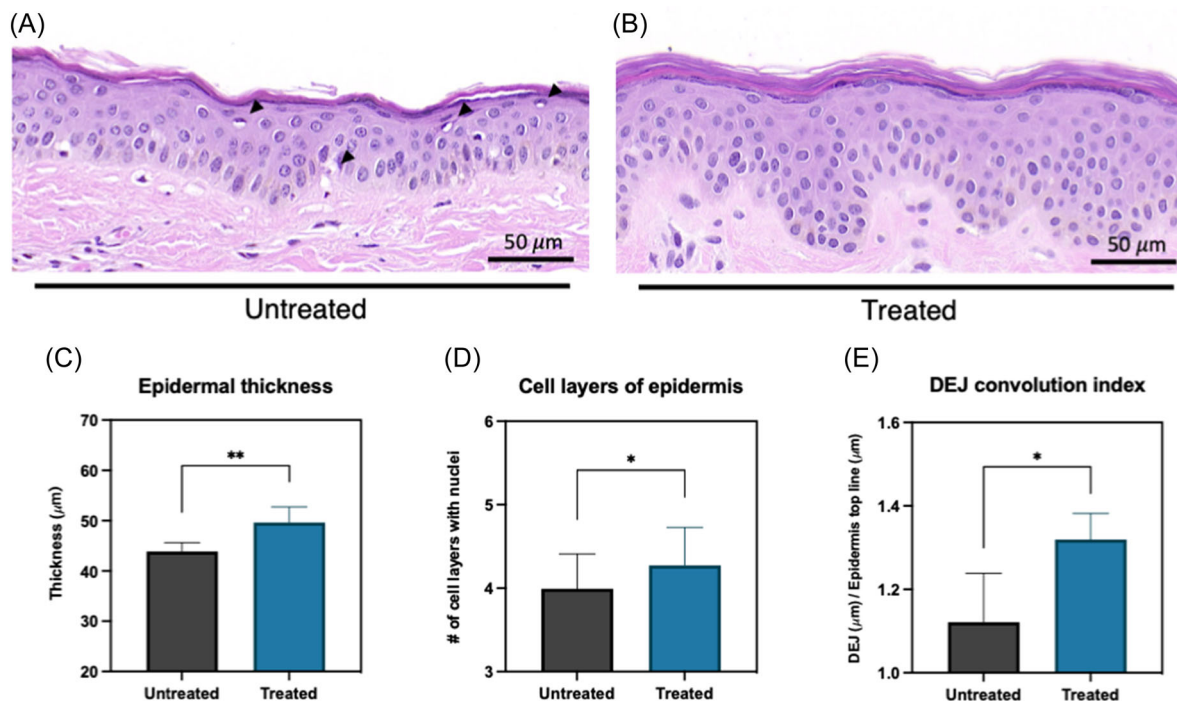 (A)
(B)
50 μm
50 μm
Untreated
Treated
(C)
(D)
(E)
Epidermal thickness
Cell layers of epidermis
DEJ convolution index
Thickness (μm)
70
60
50
40
30
20
**
Untreated
Treated
# of cell layers with nuclei
6
5
4
3
*
Untreated
Treated
DEJ (μm)/ Epidermis top line (μm)
1.6
1.4
1.2
1.0
*
Untreated
Treated